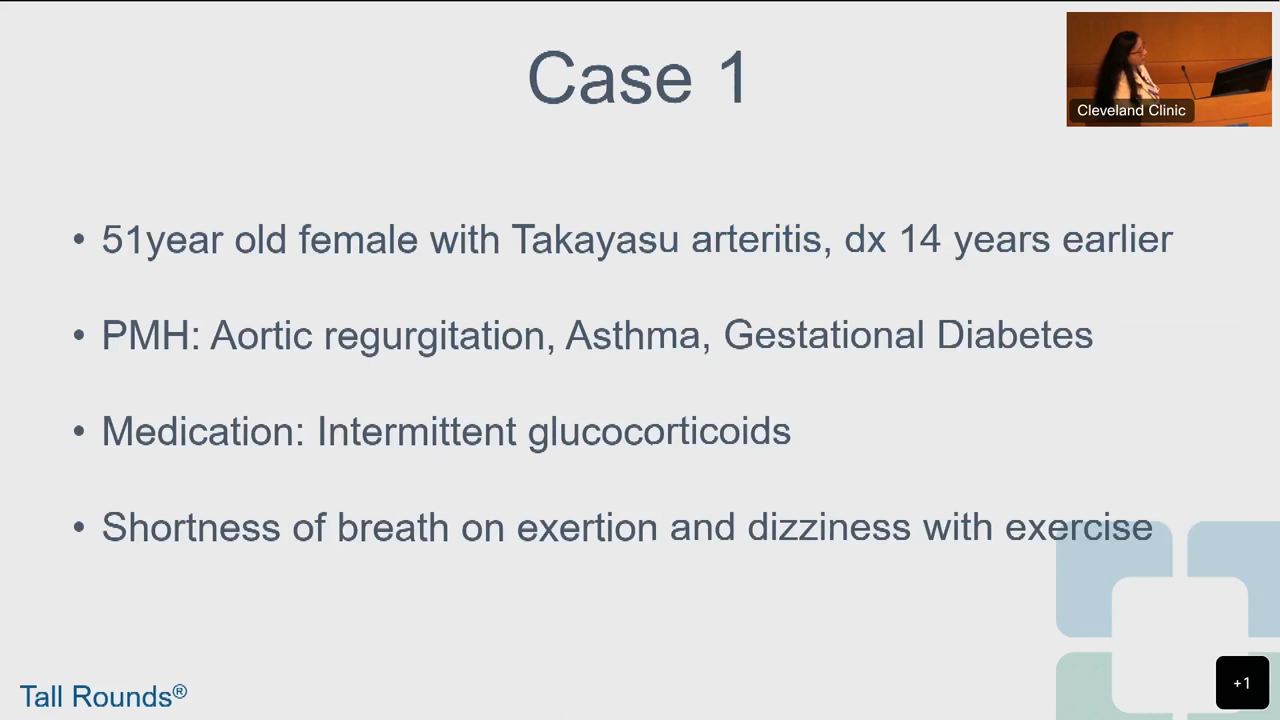 Case 1
Cleveland Clinic
• 51year old female with Takayasu arteritis, dx 14 years earlier
• PMH: Aortic regurgitation, Asthma, Gestational Diabetes
• Medication: Intermittent glucocorticoids
• Shortness of breath on exertion and dizziness with exercise
Tall Rounds®
+1